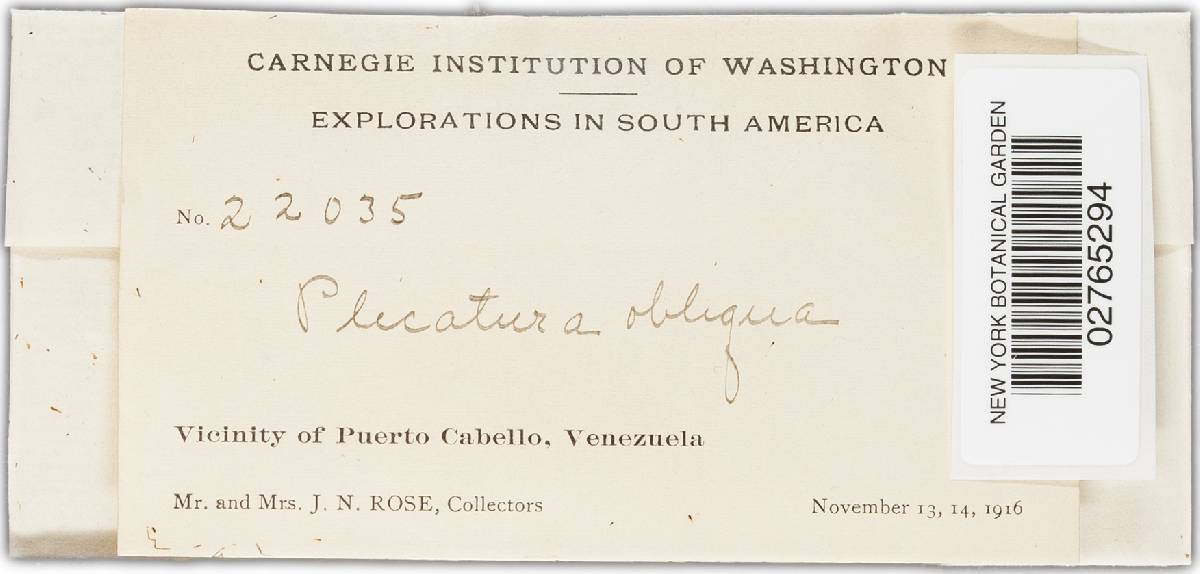 CARNEGIE INSTITUTION OF WASHINGTON
EXPLORATIONS IN SOUTH AMERICA
No. 22035
Plicatura obliqua
Vicinity of Puerto Cabello, Venezuela
Mr. and Mrs. J. N. ROSE, Collectors
November 13, 14, 1916
NEW YORK BOTANICAL GARDEN
02765294